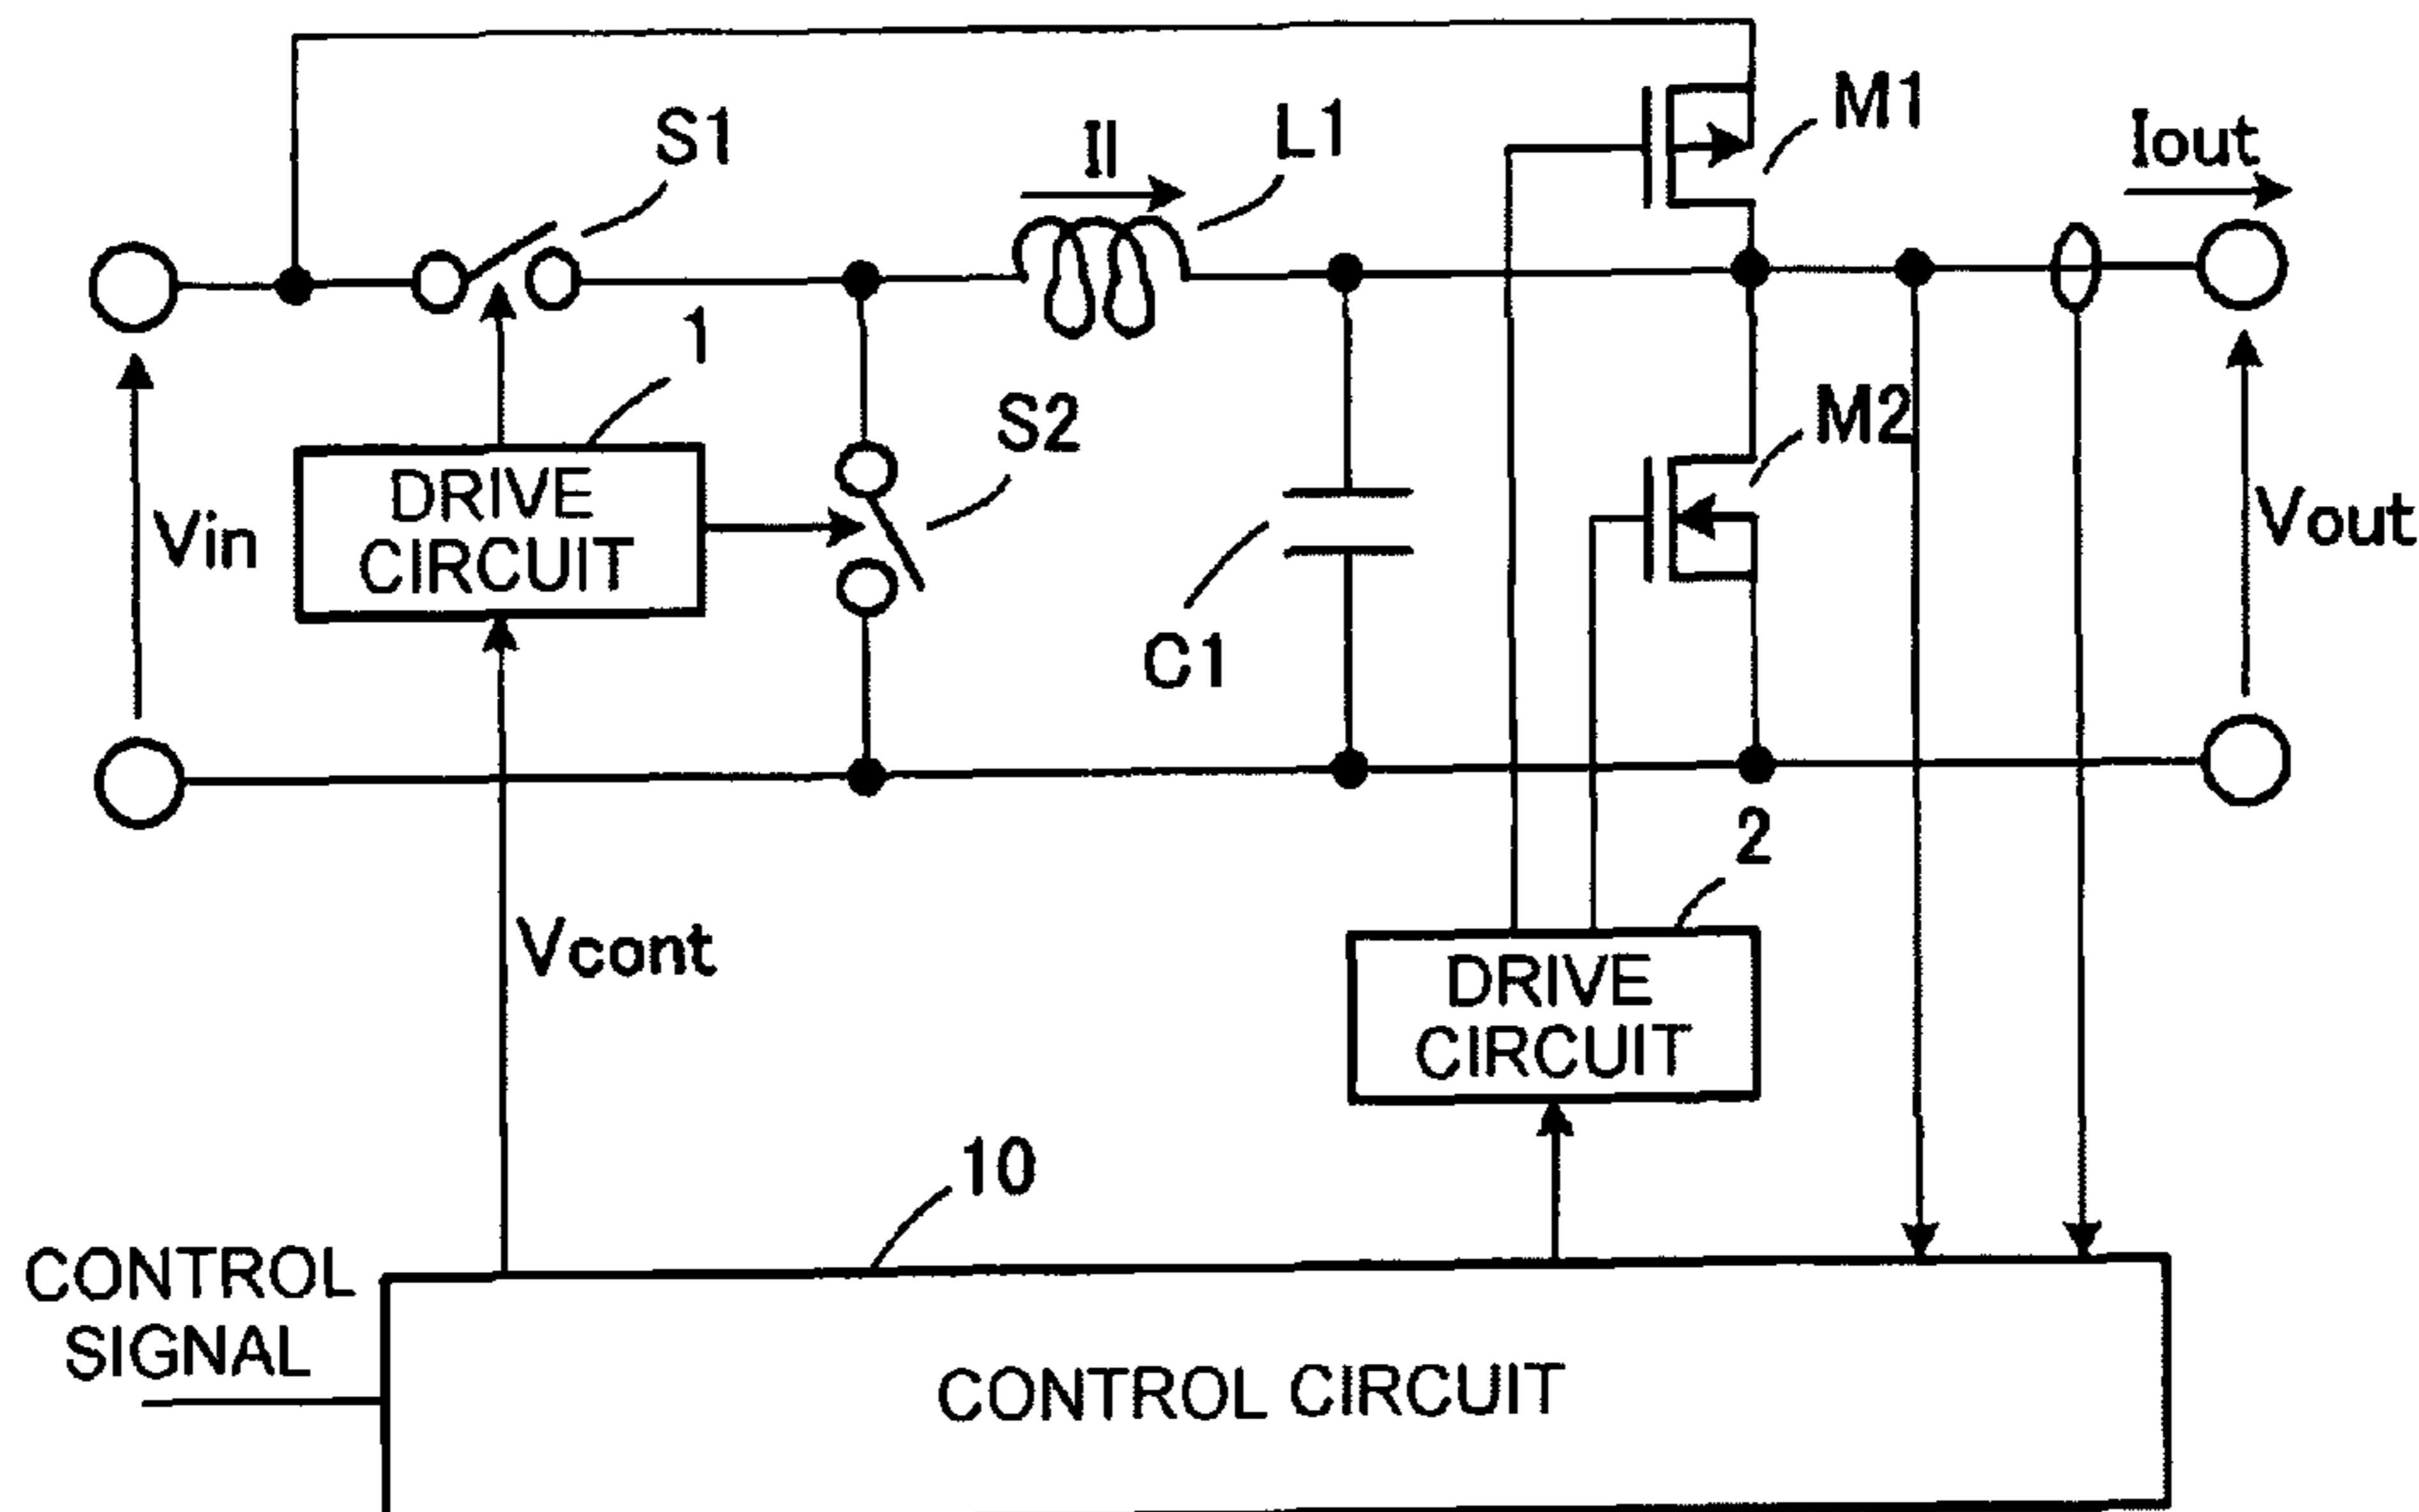 M1
S1
Il
L1
Iout
1
M2
S2
DRIVE
CIRCUIT
Vin
Vout
C1
2
Vcont
DRIVE
CIRCUIT
10
CONTROL
SIGNAL
CONTROL CIRCUIT